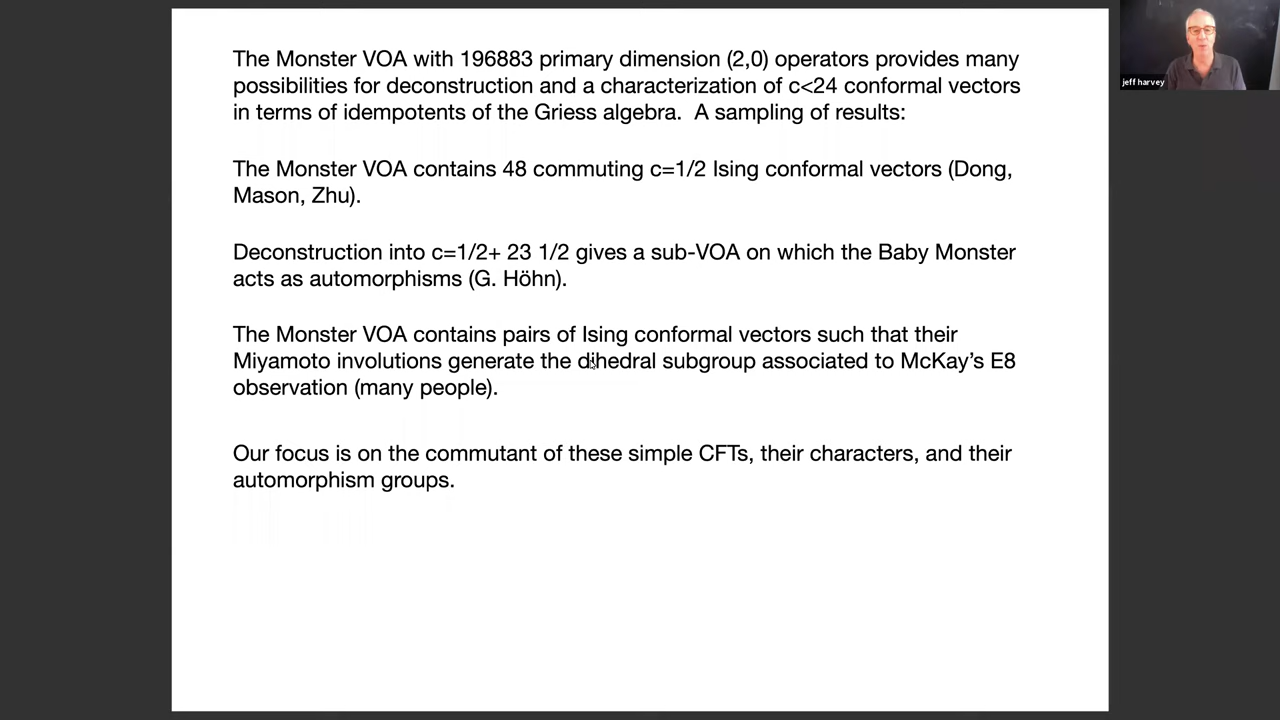 The Monster VOA with 196883 primary dimension (2,0) operators provides many
possibilities for deconstruction and a characterization of c<24 conformal vectors
in terms of idempotents of the Griess algebra.  A sampling of results:
The Monster VOA contains 48 commuting c=1/2 Ising conformal vectors (Dong,
Mason, Zhu).
Deconstruction into c=1/2+ 23 1/2 gives a sub-VOA on which the Baby Monster
acts as automorphisms (G. Höhn).
The Monster VOA contains pairs of Ising conformal vectors such that their
Miyamoto involutions generate the dihedral subgroup associated to McKay’s E8
observation (many people).
Our focus is on the commutant of these simple CFTs, their characters, and their
automorphism groups.
jeff harvey